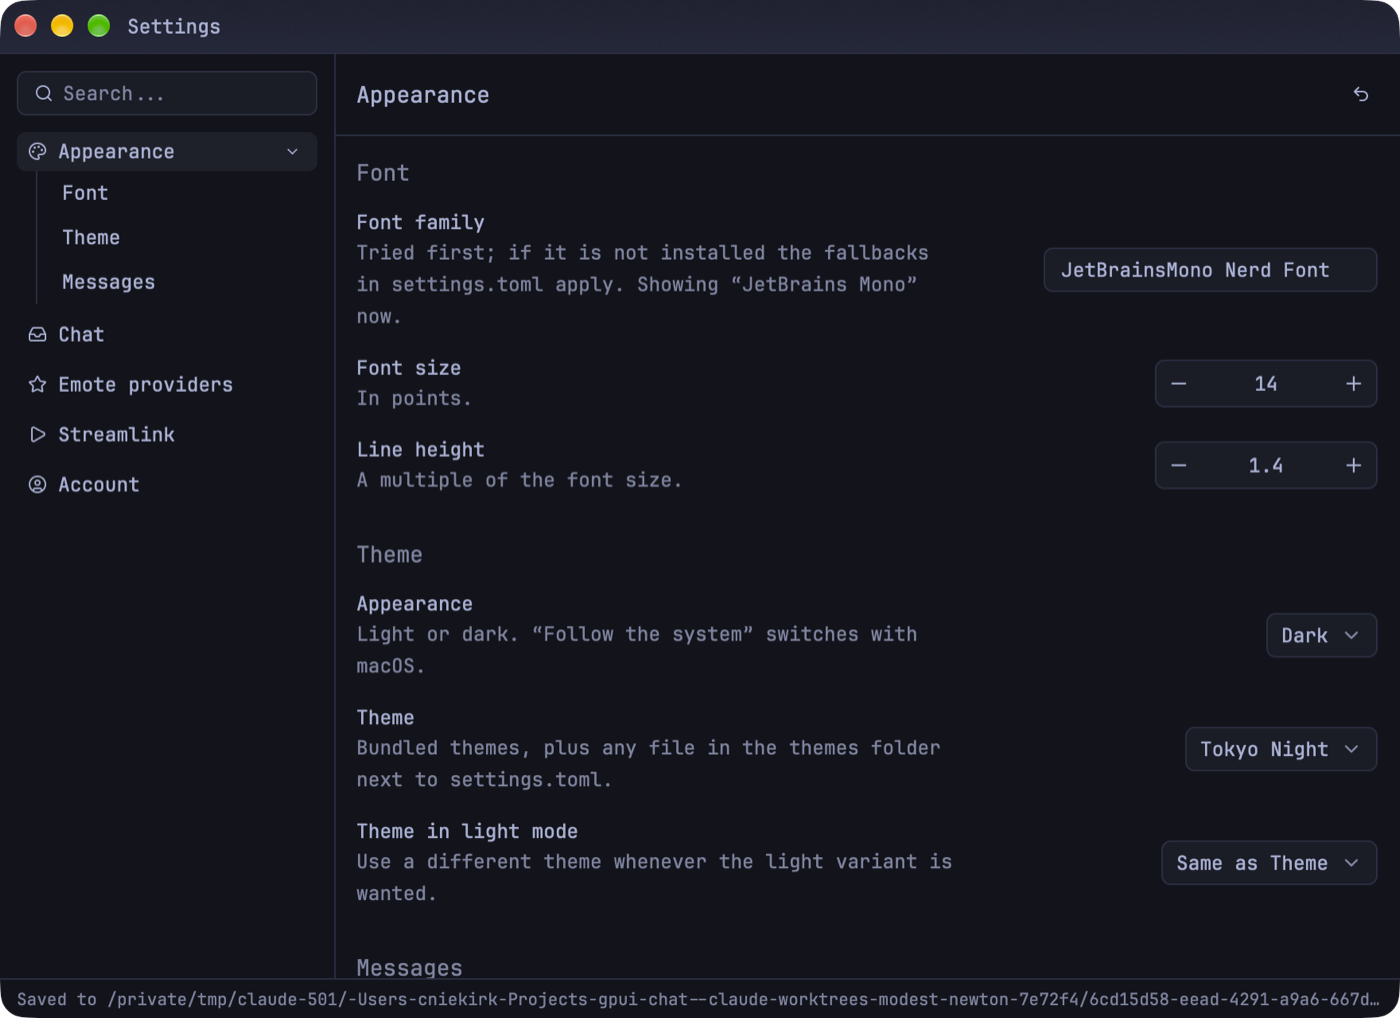 Settings
Search...
Appearance
Font
Theme
Messages
Chat
Emote providers
Streamlink
Account
Appearance
Font
Font family
Tried first; if it is not installed the fallbacks
in settings.toml apply. Showing “JetBrains Mono”
now.
JetBrainsMono Nerd Font
Font size
In points.
14
Line height
A multiple of the font size.
1.4
Theme
Appearance
Light or dark. “Follow the system” switches with
macOS.
Dark
Theme
Bundled themes, plus any file in the themes folder
next to settings.toml.
Tokyo Night
Theme in light mode
Use a different theme whenever the light variant is
wanted.
Same as Theme
Messages
Saved to /private/tmp/claude-501/-Users-cniekirk-Projects-gpui-chat--claude-worktrees-modest-newton-7e72f4/6cd15d58-eead-4291-a9a6-667d…